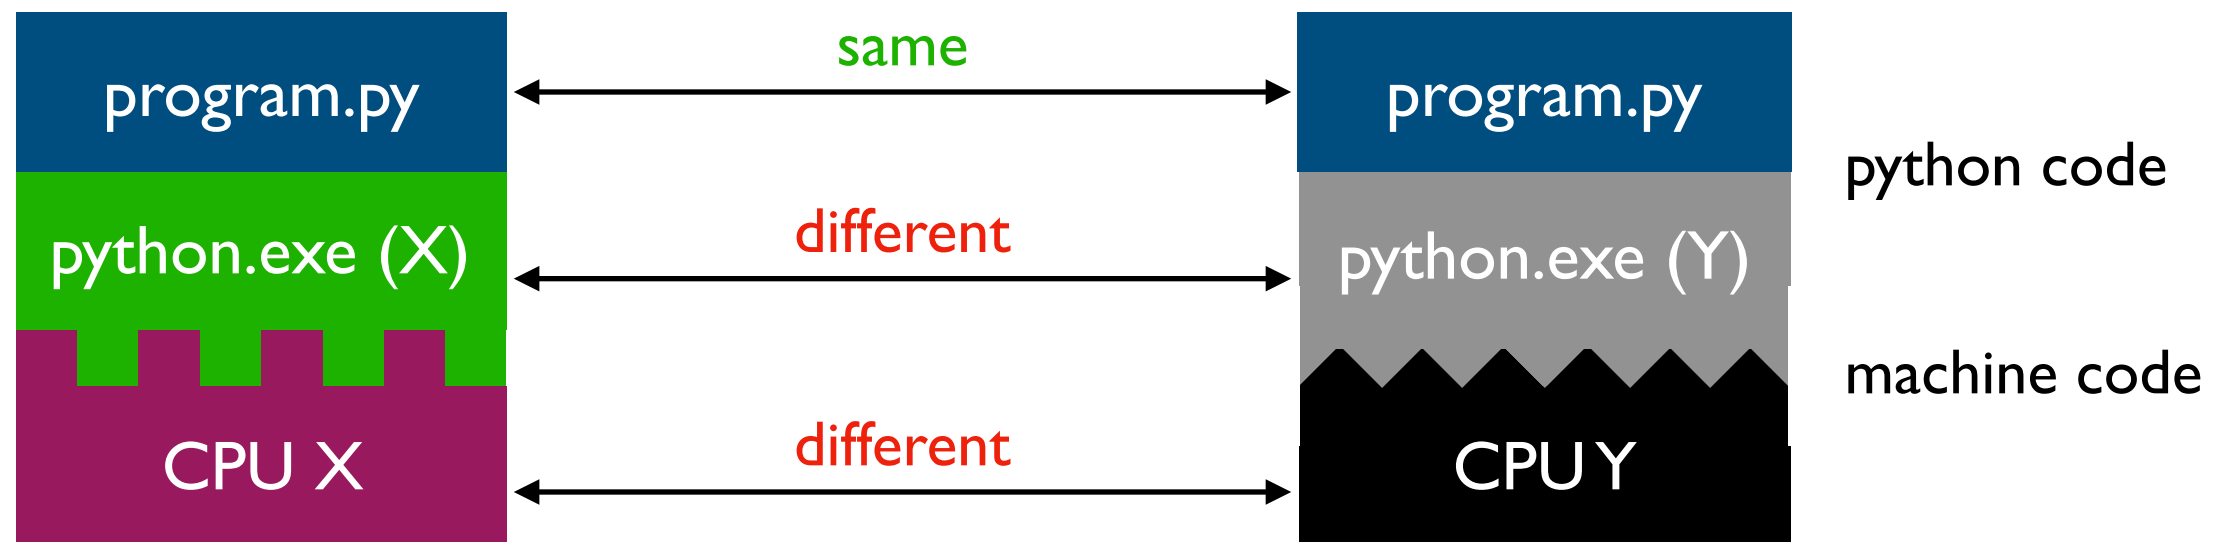 same
program.py
program.py
python code
different
python.exe (X)
python.exe (Y)
machine code
different
CPU X
CPU Y